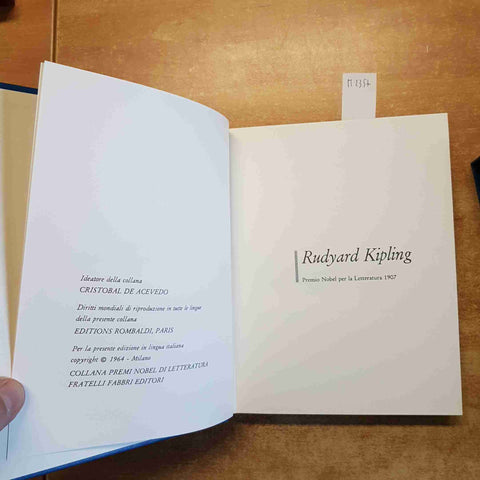 Ideatore della collana
CRISTOBAL DE ACEVEDO
Diritti mondiali di riproduzione in tutte le lingue
della presente collana
EDITIONS ROMBALDI, PARIS
Per la presente edizione in lingua italiana
copyright © 1964 - Milano
COLLANA PREMI NOBEL DI LETTERATURA
FRATELLI FABBRI EDITORI
M 2354
Rudyard Kipling
Premio Nobel per la Letteratura 1907